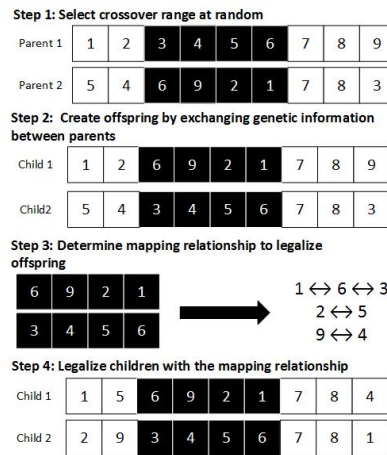 Step 1: Select crossover range at random
Parent 1 1 2 3 4 5 6 7 8 9
Parent 2 5 4 6 9 2 1 7 8 3
Step 2: Create offspring by exchanging genetic information
between parents
Child 1 1 2 6 9 2 1 7 8 9
Child2 5 4 3 4 5 6 7 8 3
Step 3: Determine mapping relationship to legalize
offspring
6 9 2 1
3 4 5 6
1 ↔ 6 ↔ 3
2 ↔ 5
9 ↔ 4
Step 4: Legalize children with the mapping relationship
Child 1 1 5 6 9 2 1 7 8 4
Child 2 2 9 3 4 5 6 7 8 1